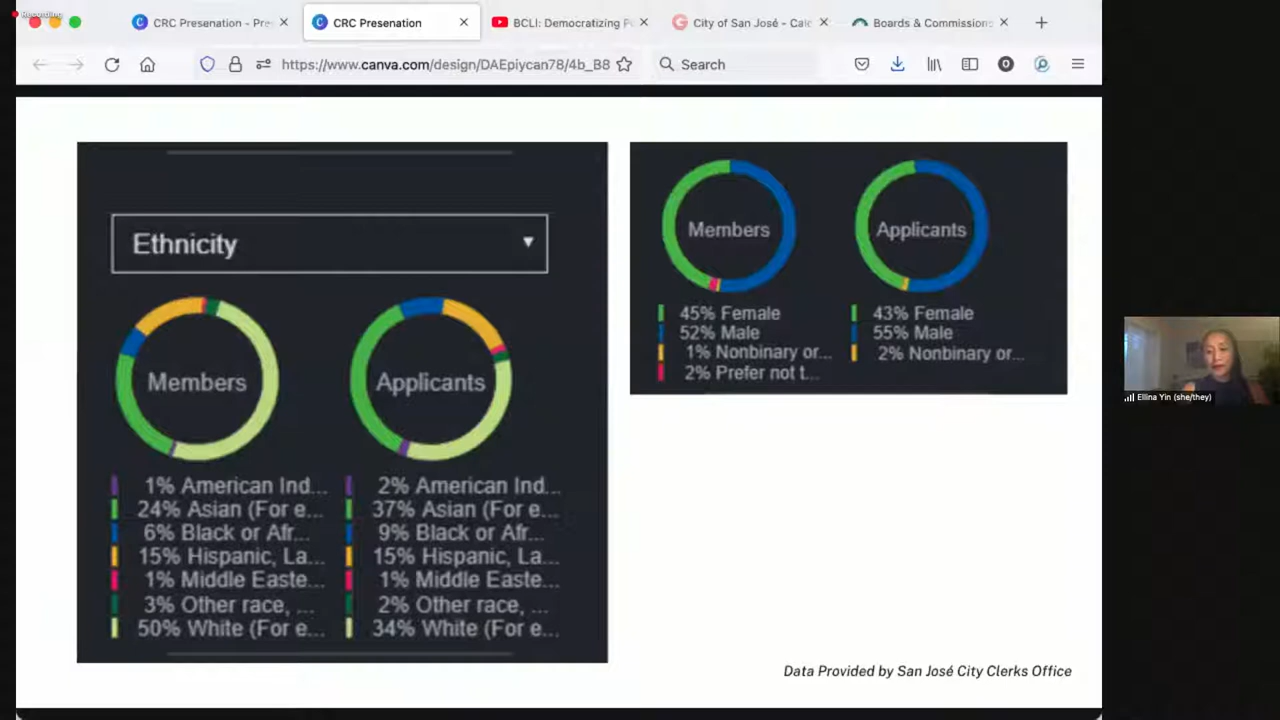 Recording
CRC Presenation - Pre
CRC Presenation
BCLI: Democratizing P
City of San José - Calc
Boards & Commissions
https://www.canva.com/design/DAEpiycan78/4b_B8
Search
Ethnicity
Members
Applicants
1% American Ind...
2% American Ind...
24% Asian (For e...
37% Asian (For e...
6% Black or Afr...
9% Black or Afr...
15% Hispanic, La...
15% Hispanic, La...
1% Middle Easte...
1% Middle Easte...
3% Other race, ...
2% Other race, ...
50% White (For e...
34% White (For e...
Members
Applicants
45% Female
43% Female
52% Male
55% Male
1% Nonbinary or...
2% Nonbinary or...
2% Prefer not t...
Data Provided by San José City Clerks Office
Ellina Yin (she/they)